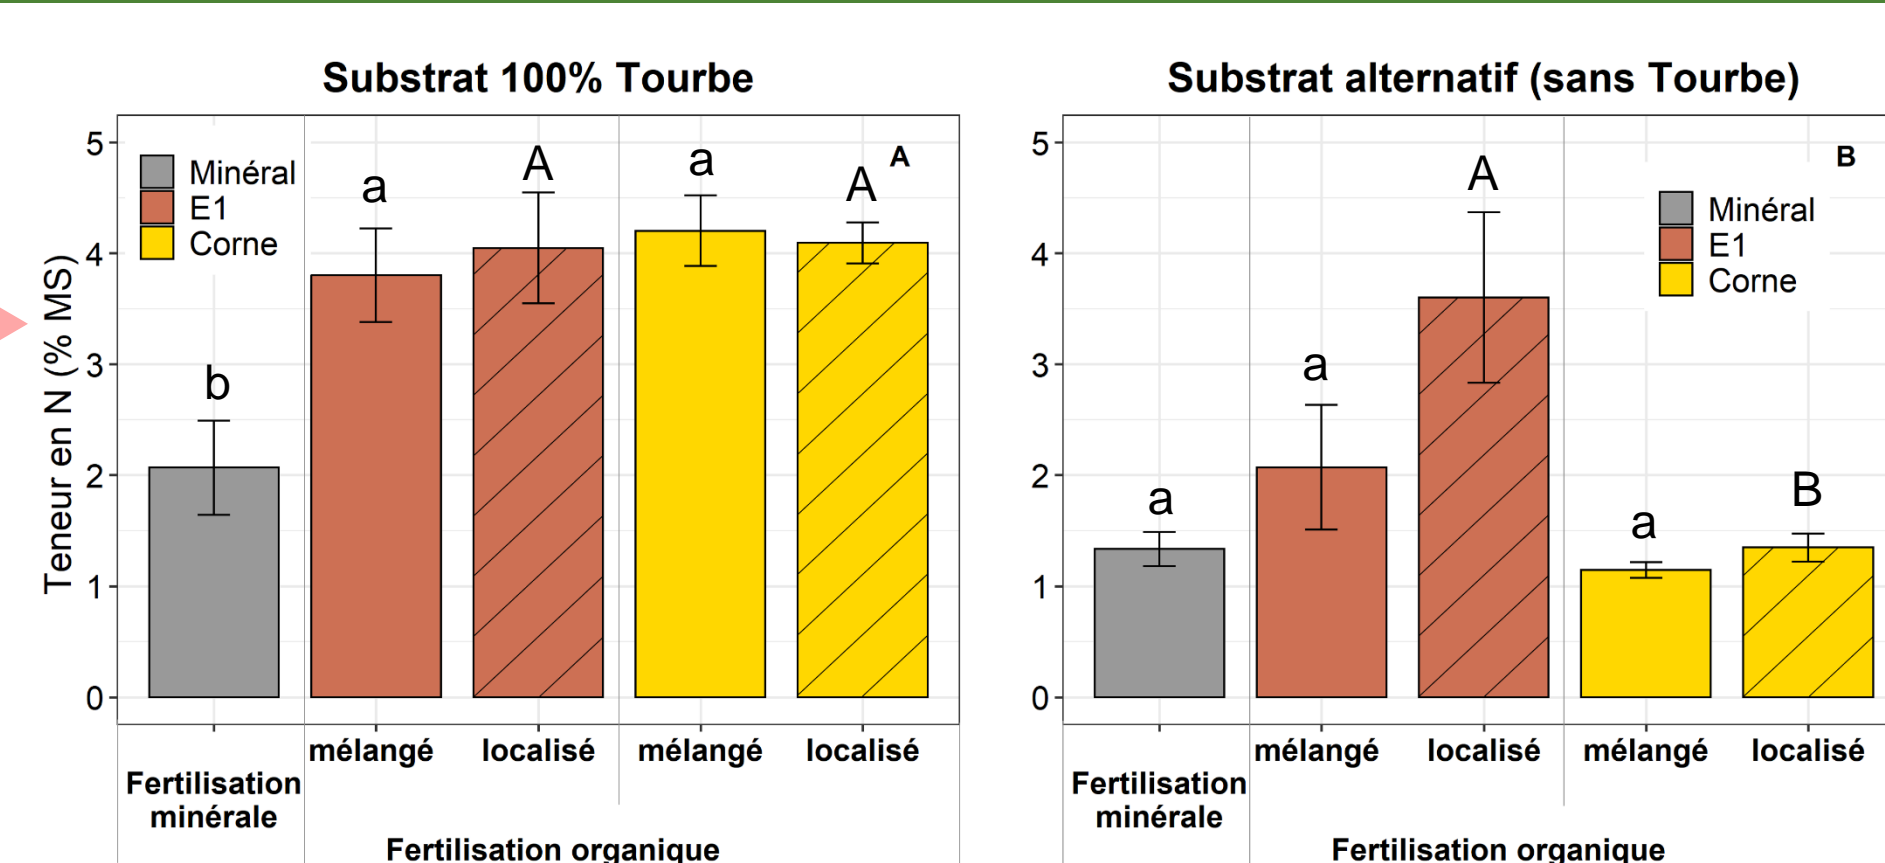 Substrat 100% Tourbe
A
Minéral
E1
Corne
Teneur en N (% MS)
5
4
3
2
1
0
b
a
A
a
A
mélangé
localisé
mélangé
localisé
Fertilisation
minérale
Fertilisation organique
Substrat alternatif (sans Tourbe)
B
Minéral
E1
Corne
5
4
3
2
1
0
a
a
A
a
B
mélangé
localisé
mélangé
localisé
Fertilisation
minérale
Fertilisation organique